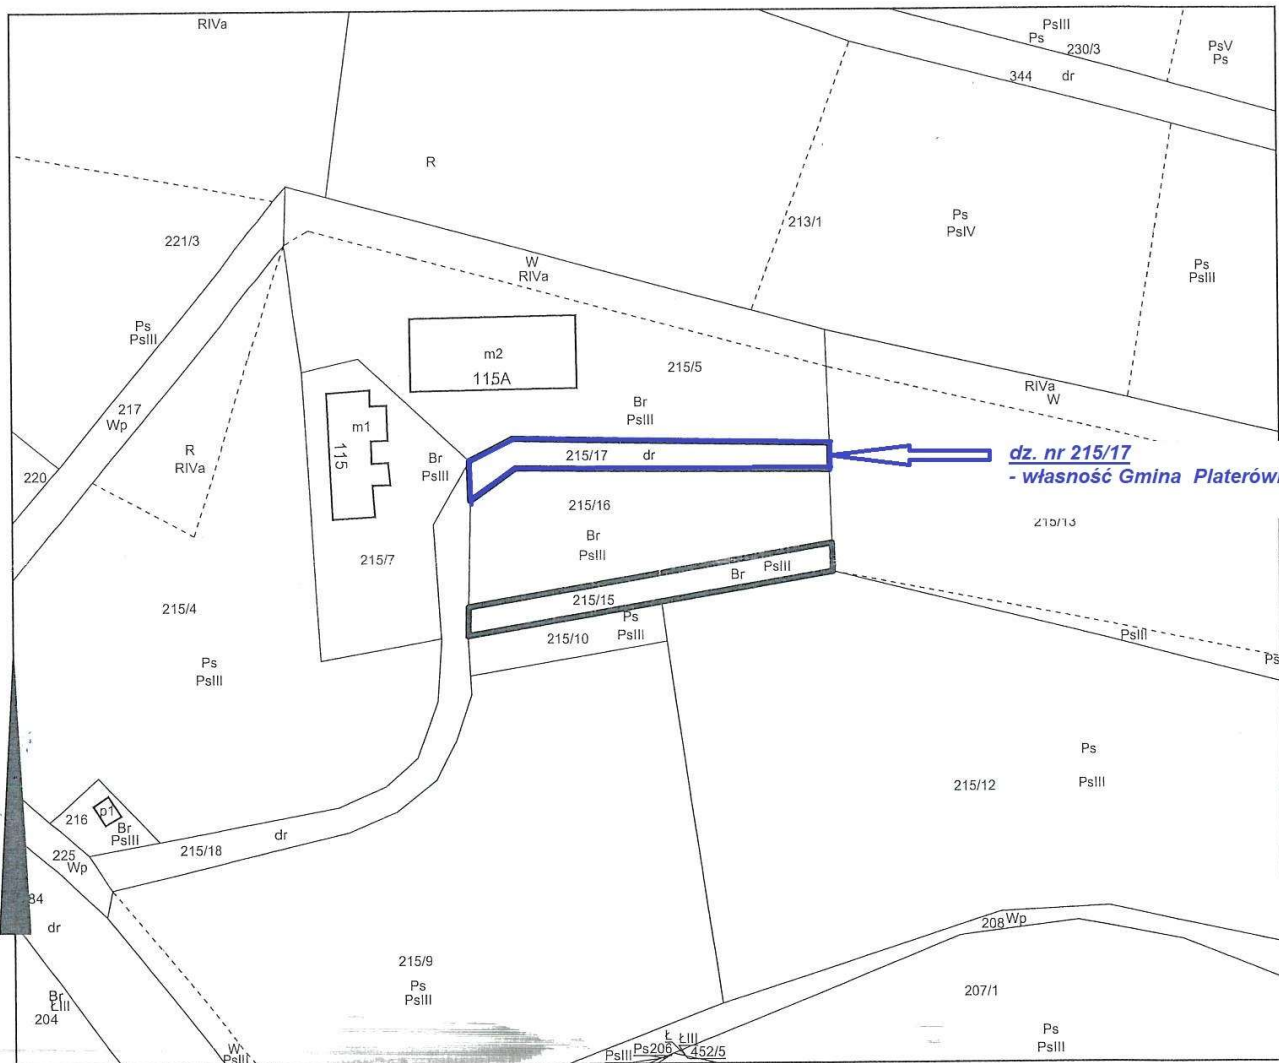 RIVa
PsIII
Ps
230/3
PsV
Ps
344 dr
R
221/3
213/1
Ps
PsIV
W
RIVa
Ps
PsIII
Ps
PsIII
m2
115A
215/5
RIVa
W
Br
PsIII
217
Wp
m1
115
R
RIVa
Br
PsIII
215/17 dr
dz. nr 215/17
- własność Gmina Platerów
220
215/16
215/13
Br
PsIII
215/7
Br PsIII
215/15
215/4
Ps
PsIII
215/10
PsIII
Ps
Ps
PsIII
Ps
PsIII
215/12
216
p1
Br
PsIII
dr
215/18
225
Wp
84
dr
208 Wp
215/9
Ps
PsIII
207/1
Br
ŁIII
204
W
PsIII
Ł ŁIII
PsIII Ps 206 452/5
Ps
PsIII